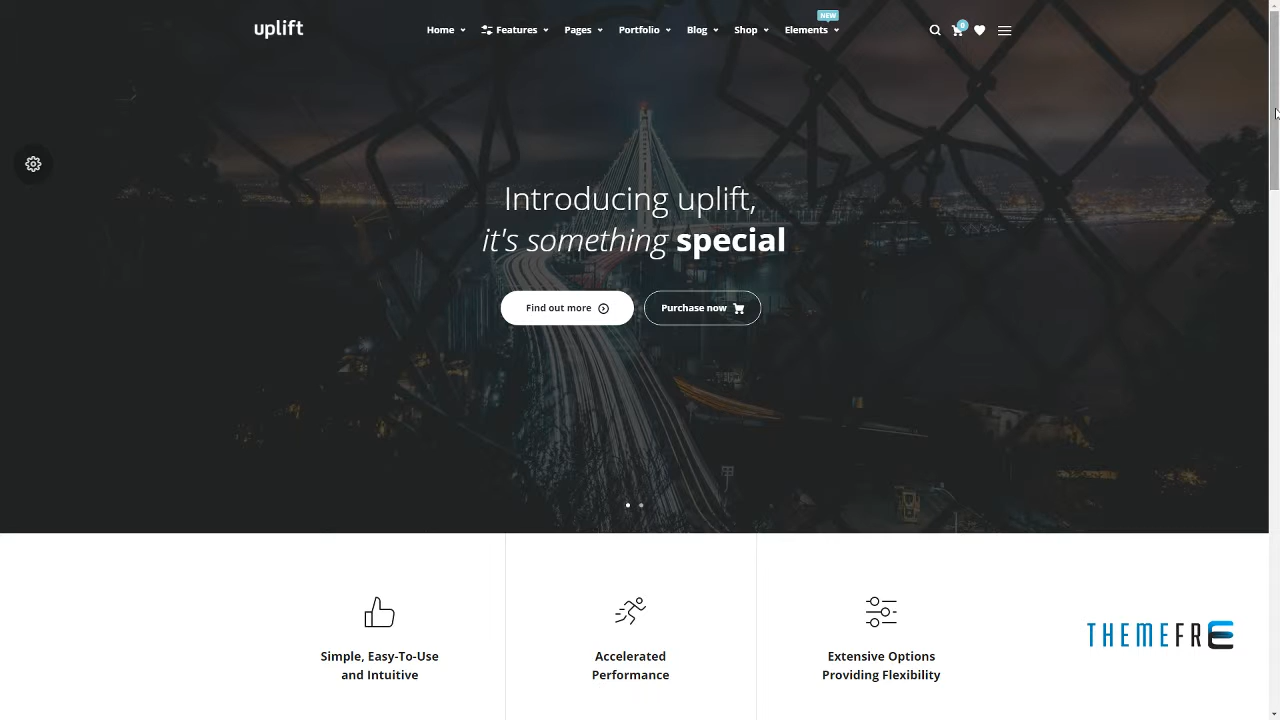 uplift
Home
Features
Pages
Portfolio
Blog
Shop
NEW
Elements
0
Introducing uplift,
it's something special
Find out more
Purchase now
Simple, Easy-To-Use
and Intuitive
Accelerated
Performance
Extensive Options
Providing Flexibility
THEMEFRE